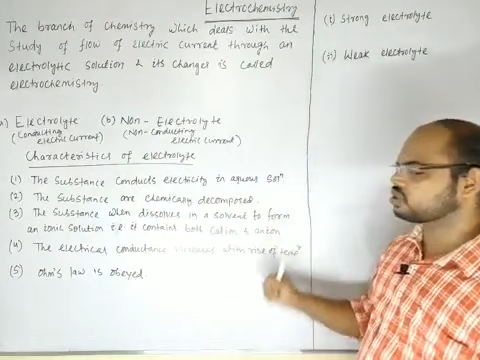 Electrochemistry
The branch of chemistry which deals with the
Study of flow of electric current through an
electrolytic solution & its changes is called
electrochemistry
a) Electrolyte (b) Non-Electrolyte
(Conducting electric current) (Non-conducting electric current)
Characteristics of electrolyte
(1) The Substance conducts electricity in aqueous solⁿ
(2) The Substance are chemically decomposed.
(3) The Substance when dissolves in a solvent to form
an ionic solution i.e it contains both cation & anion
(4) The electrical conductance increases with rise of tempʳ
(5) Ohm's law is obeyed
(i) Strong electrolyte
(ii) Weak electrolyte